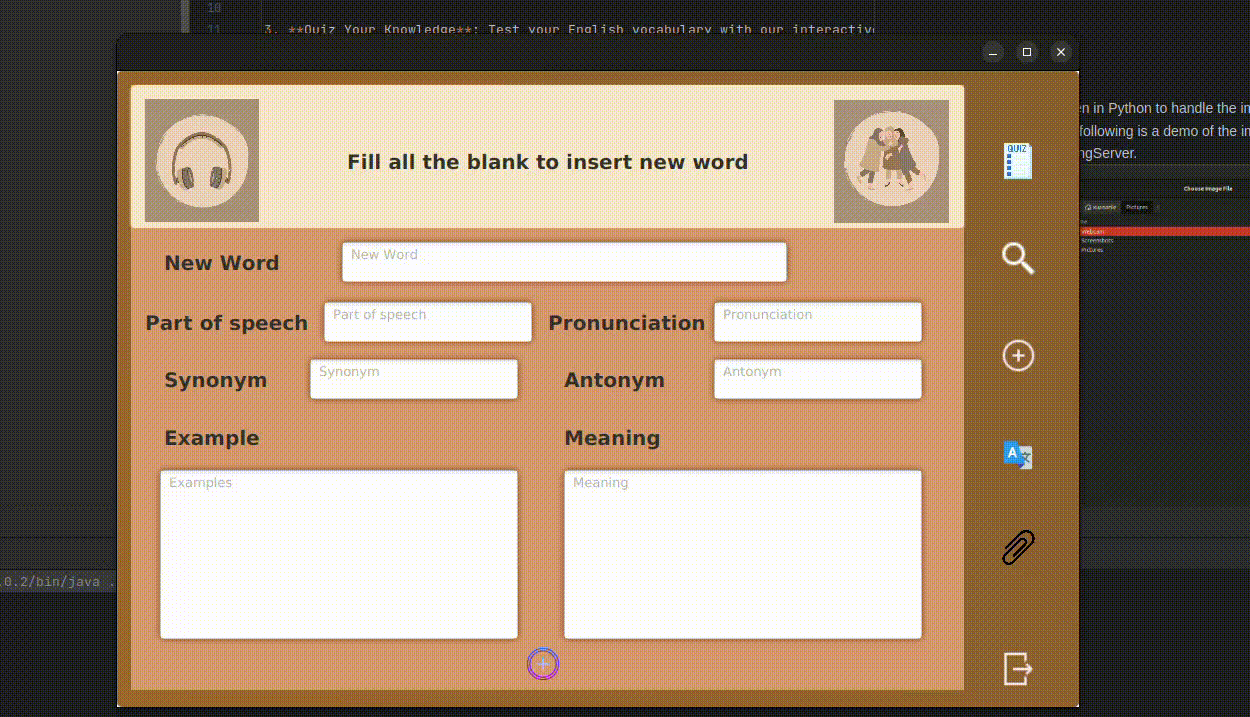 10
11 3. **Quiz Your Knowledge**: Test your English vocabulary with our interactive
en in Python to handle the in
following is a demo of the in
ngServer.
Choose Image File
Pictures
Webcam
Screenshots
Pictures
QUIZ
Fill all the blank to insert new word
New Word New Word
Part of speech Part of speech Pronunciation Pronunciation
Synonym Synonym Antonym Antonym
Example Meaning
Examples Meaning
A 文
.0.2/bin/java .